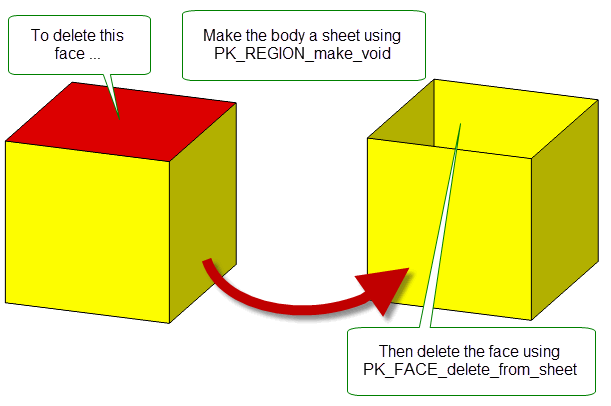 To delete this
face ...
Make the body a sheet using
PK_REGION_make_void
Then delete the face using
PK_FACE_delete_from_sheet